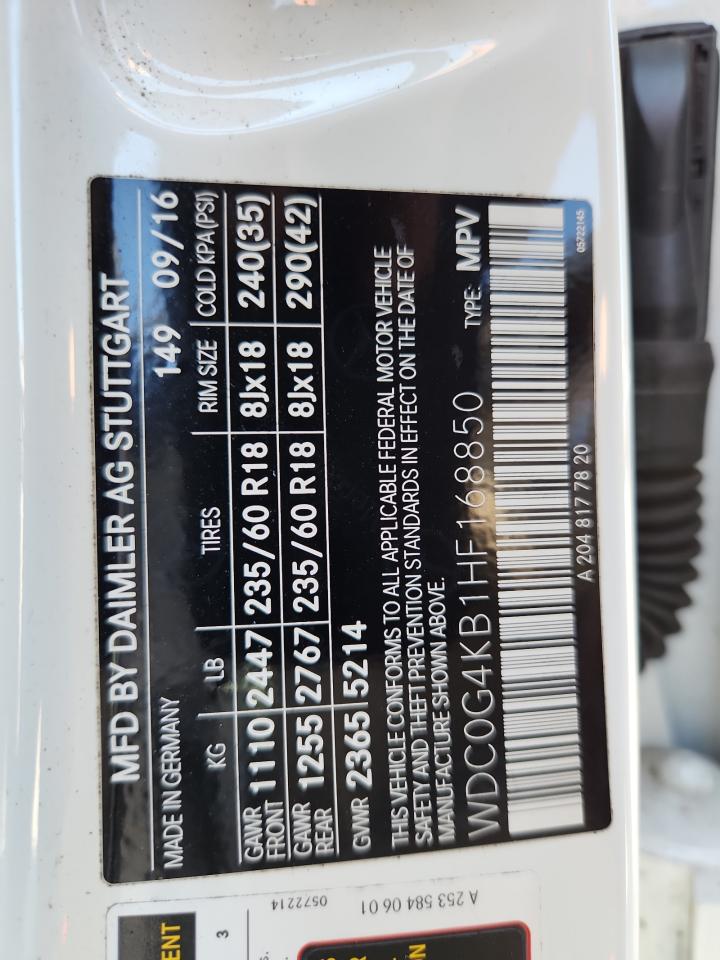 MFD BY DAIMLER AG STUTTGART
MADE IN GERMANY 149 09/16
KG LB TIRES RIM SIZE COLD KPA(PSI)
GAWR FRONT 1110 2447 235/60 R18 8Jx18 240(35)
GAWR REAR 1255 2767 235/60 R18 8Jx18 290(42)
GVWR 2365 5214
THIS VEHICLE CONFORMS TO ALL APPLICABLE FEDERAL MOTOR VEHICLE
SAFETY AND THEFT PREVENTION STANDARDS IN EFFECT ON THE DATE OF
MANUFACTURE SHOWN ABOVE.
WDC0G4KB1HF168850 TYPE: MPV
A 204 817 78 20
05722145
0572214
A 253 584 06 01
ENT
3